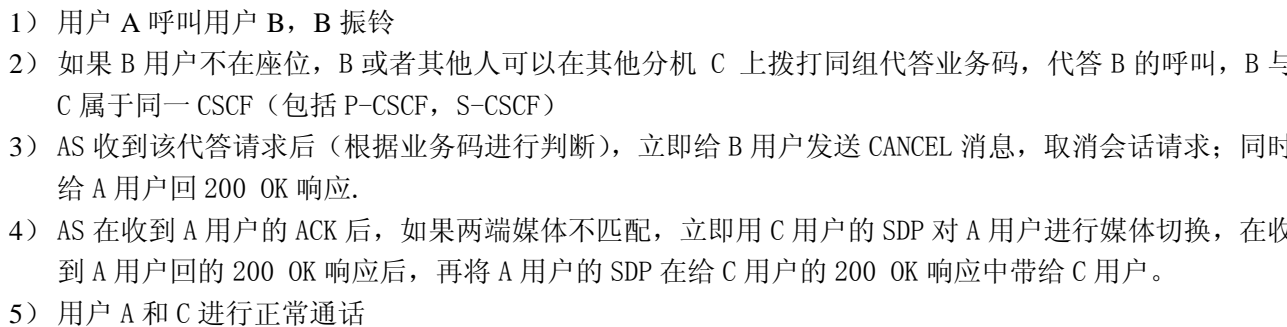 1） 用户 A 呼叫用户 B，B 振铃
2） 如果 B 用户不在座位，B 或者其他人可以在其他分机 C 上拨打同组代答业务码，代答 B 的呼叫，B 与
C 属于同一 CSCF（包括 P-CSCF，S-CSCF）
3） AS 收到该代答请求后（根据业务码进行判断），立即给 B 用户发送 CANCEL 消息，取消会话请求；同时
给 A 用户回 200 OK 响应.
4） AS 在收到 A 用户的 ACK 后，如果两端媒体不匹配，立即用 C 用户的 SDP 对 A 用户进行媒体切换，在收
到 A 用户回的 200 OK 响应后，再将 A 用户的 SDP 在给 C 用户的 200 OK 响应中带给 C 用户。
5） 用户 A 和 C 进行正常通话